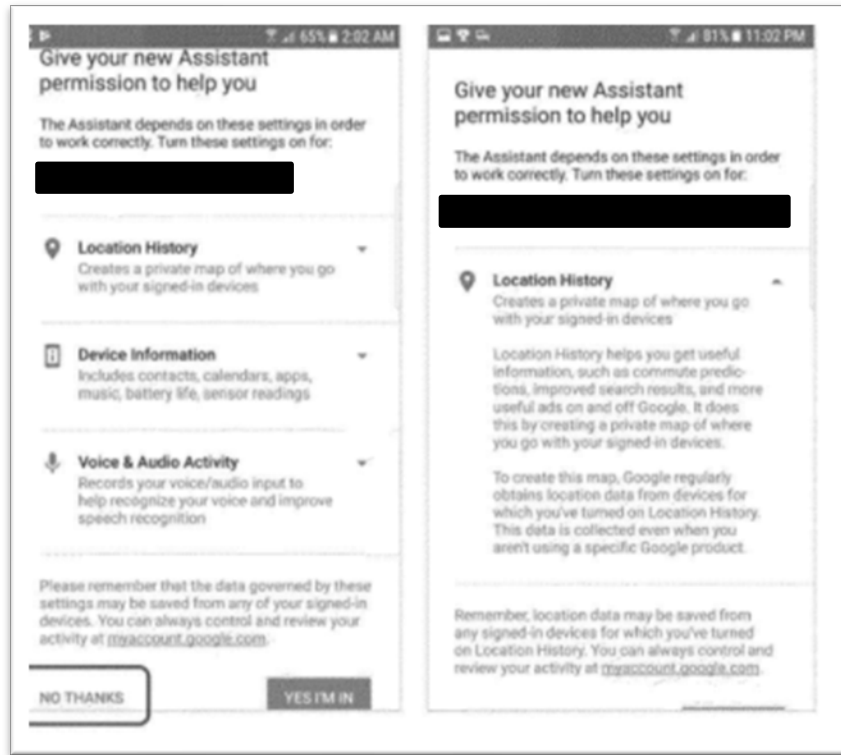 65% 2:02 AM
Give your new Assistant
permission to help you
The Assistant depends on these settings in order
to work correctly. Turn these settings on for:
Location History
Creates a private map of where you go
with your signed-in devices
Device Information
Includes contacts, calendars, apps,
music, battery life, sensor readings
Voice & Audio Activity
Records your voice/audio input to
help recognize your voice and improve
speech recognition
Please remember that the data governed by these
settings may be saved from any of your signed-in
devices. You can always control and review your
activity at myaccount.google.com.
NO THANKS
YES I'M IN
81% 11:02 PM
Give your new Assistant
permission to help you
The Assistant depends on these settings in order
to work correctly. Turn these settings on for:
Location History
Creates a private map of where you go
with your signed-in devices
Location History helps you get useful
information, such as commute predic-
tions, improved search results, and more
useful ads on and off Google. It does
this by creating a private map of where
you go with your signed-in devices.
To create this map, Google regularly
obtains location data from devices for
which you've turned on Location History.
This data is collected even when you
aren't using a specific Google product.
Remember, location data may be saved from
any signed-in devices for which you've turned
on Location History. You can always control and
review your activity at myaccount.google.com.